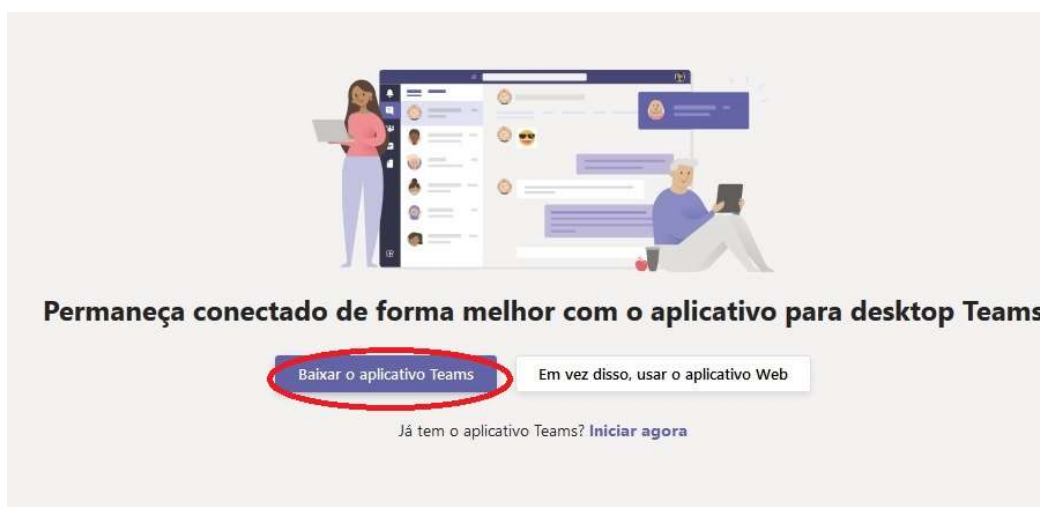 Permaneça conectado de forma melhor com o aplicativo para desktop Teams
Baixar o aplicativo Teams
Em vez disso, usar o aplicativo Web
Já tem o aplicativo Teams? Iniciar agora